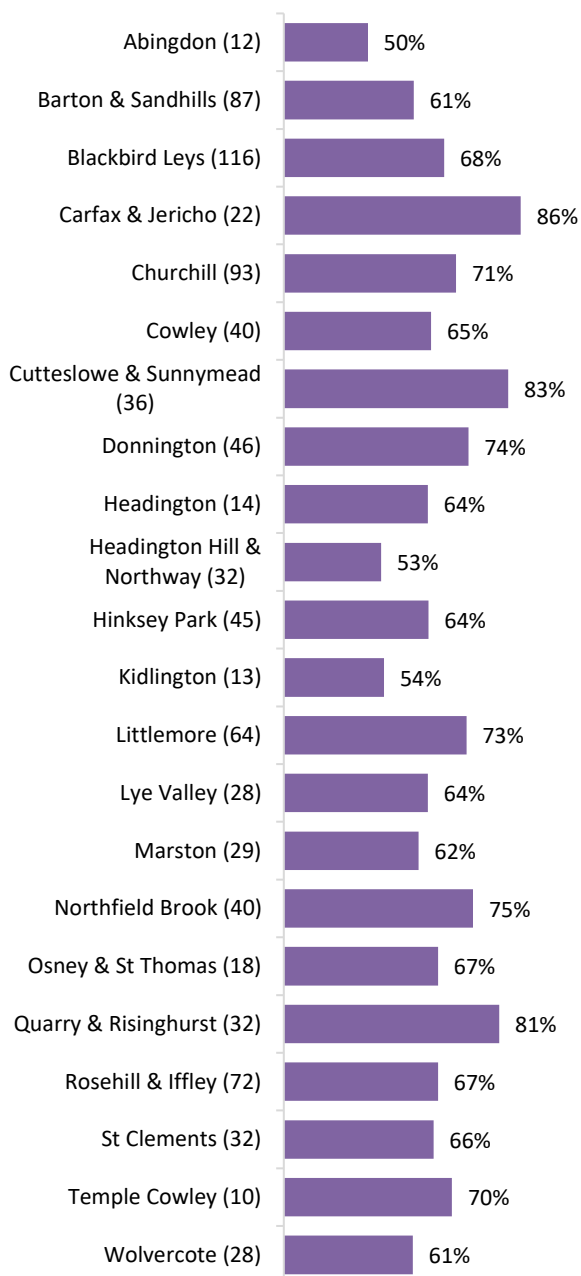 Abingdon (12) 50%
Barton & Sandhills (87) 61%
Blackbird Leys (116) 68%
Carfax & Jericho (22) 86%
Churchill (93) 71%
Cowley (40) 65%
Cutteslowe & Sunnymead
(36) 83%
Donnington (46) 74%
Headington (14) 64%
Headington Hill &
Northway (32) 53%
Hinksey Park (45) 64%
Kidlington (13) 54%
Littlemore (64) 73%
Lye Valley (28) 64%
Marston (29) 62%
Northfield Brook (40) 75%
Osney & St Thomas (18) 67%
Quarry & Risinghurst (32) 81%
Rosehill & Iffley (72) 67%
St Clements (32) 66%
Temple Cowley (10) 70%
Wolvercote (28) 61%